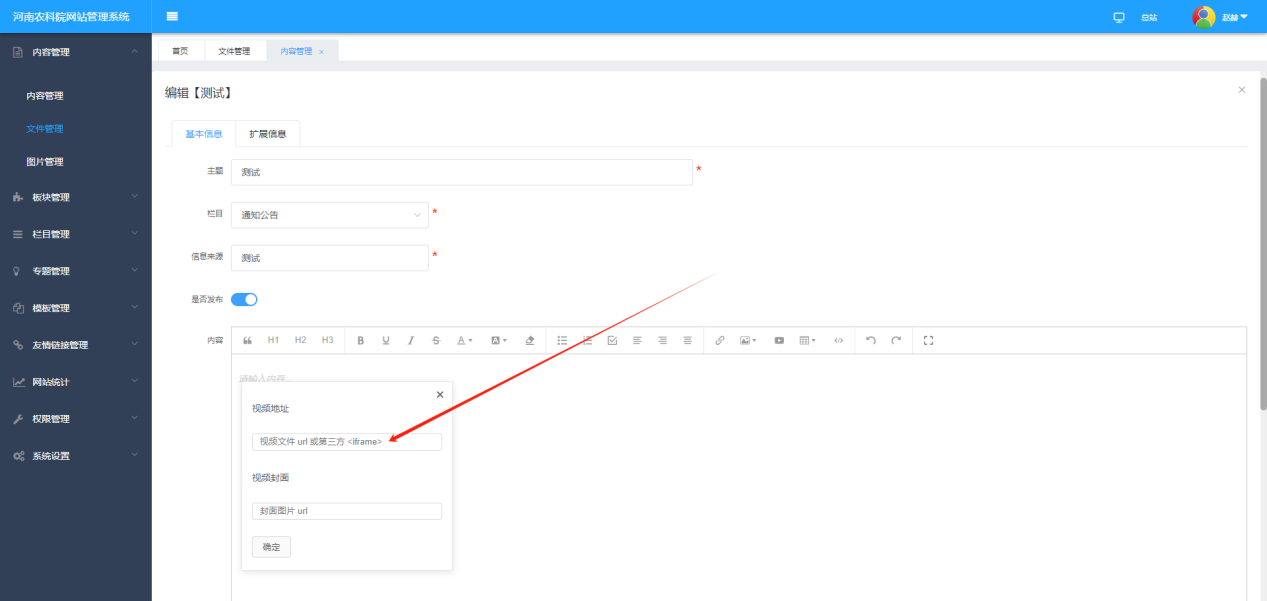 河南农科院网站管理系统
总站
赵赫
内容管理
内容管理
文件管理
图片管理
板块管理
栏目管理
专题管理
模板管理
友情链接管理
网站统计
权限管理
系统设置
首页 文件管理 内容管理 ×
编辑【测试】 ×
基本信息 扩展信息
主题 测试 *
栏目 通知公告 *
信息来源 测试 *
是否发布
内容 H1 H2 H3 B U I S A A
请输入内容...
×
视频地址
视频文件 url 或第三方 <iframe>
视频封面
封面图片 url
确定